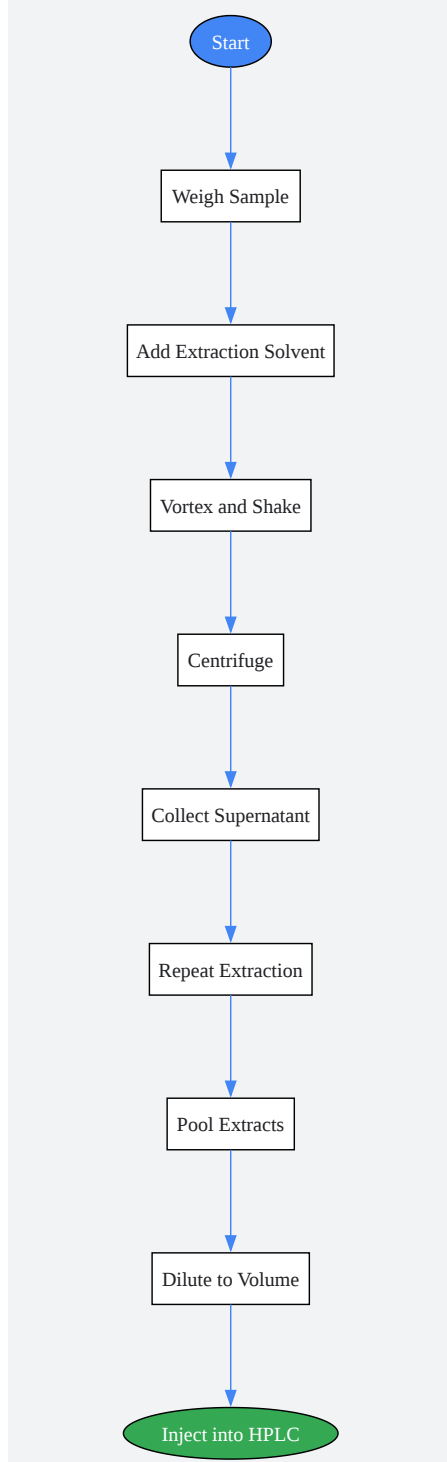 Start
Weigh Sample
Add Extraction Solvent
Vortex and Shake
Centrifuge
Collect Supernatant
Repeat Extraction
Pool Extracts
Dilute to Volume
Inject into HPLC